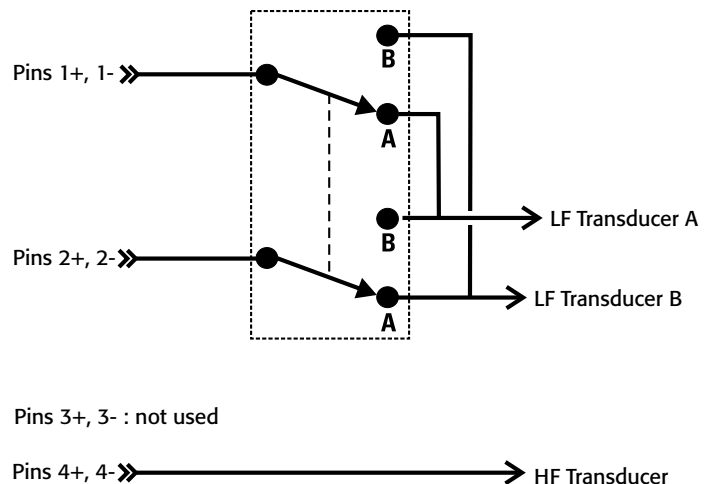 B
Pins 1+, 1-
A
B
LF Transducer A
Pins 2+, 2-
A
LF Transducer B
Pins 3+, 3- : not used
Pins 4+, 4-
HF Transducer